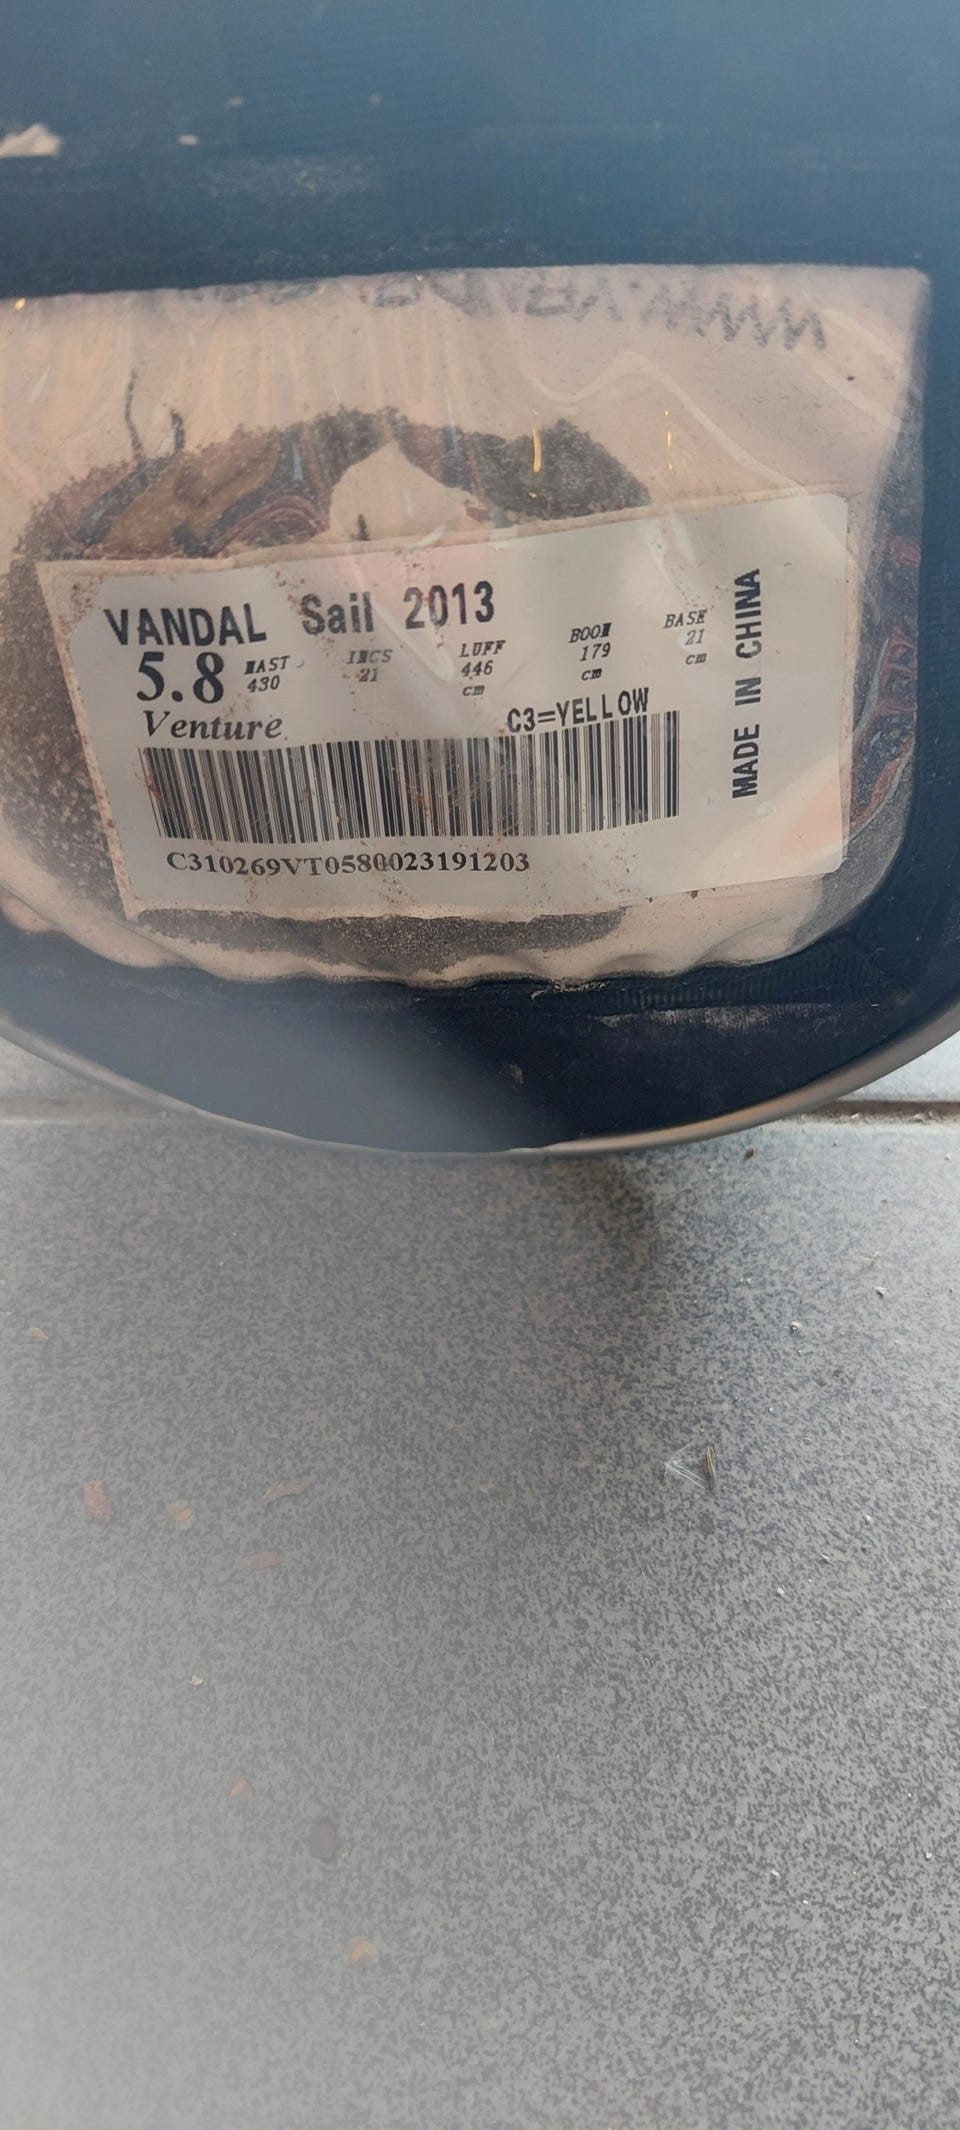 VANDAL Sail 2013
5.8 MAST 430 IMCS 21 LUFF 446 cm BOOM 179 cm BASE 21 cm
Venture C3=YELLOW
C310269VT0580023191203
MADE IN CHINA